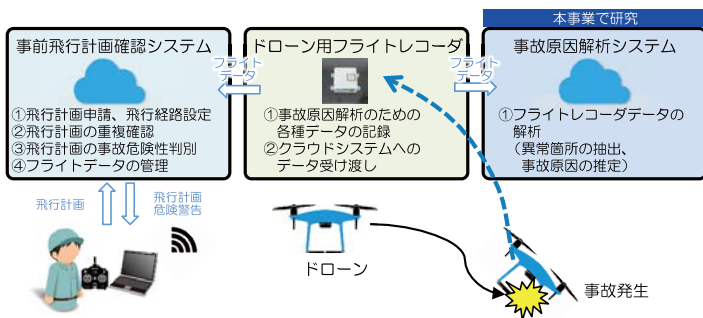 本事業で研究
事前飛行計画確認システム
①飛行計画申請、飛行経路設定
②飛行計画の重複確認
③飛行計画の事故危険性判別
④フライトデータの管理
フライト
データ
ドローン用フライトレコーダ
①事故原因解析のための
各種データの記録
②クラウドシステムへの
データ受け渡し
フライト
データ
事故原因解析システム
①フライトレコーダデータの
解析
(異常箇所の抽出、
事故原因の推定)
飛行計画
飛行計画
危険警告
ドローン
事故発生